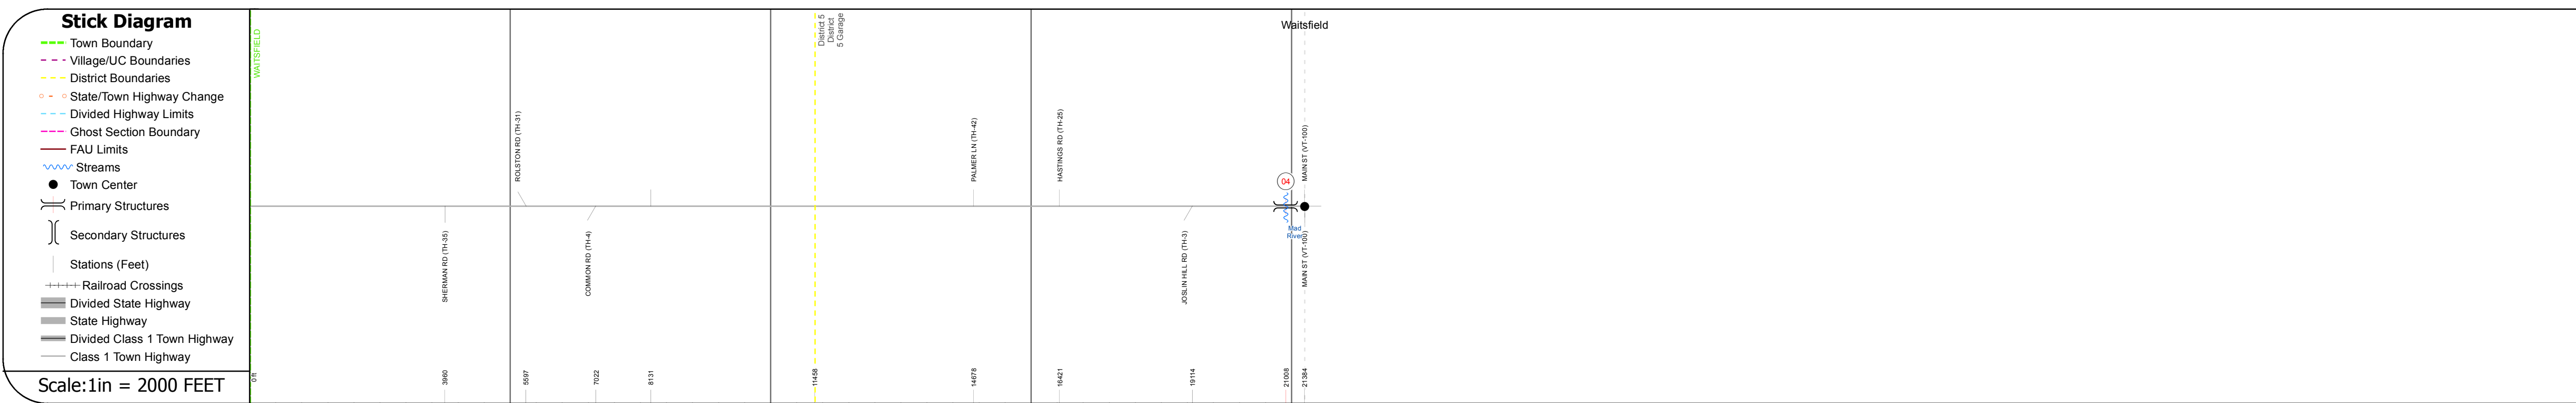 Stick Diagram
Town Boundary
Village/UC Boundaries
District Boundaries
State/Town Highway Change
Divided Highway Limits
Ghost Section Boundary
FAU Limits
Streams
Town Center
Primary Structures
Secondary Structures
Stations (Feet)
Railroad Crossings
Divided State Highway
State Highway
Divided Class 1 Town Highway
Class 1 Town Highway
Scale:1in = 2000 FEET
WAITSFIELD
District 5
District
5 Garage
Waitsfield
ROLSTON RD (TH-31)
PALMER LN (TH-42)
HASTINGS RD (TH-25)
MAIN ST (VT-100)
04
Mad
River
SHERMAN RD (TH-35)
COMMON RD (TH-4)
JOSLIN HILL RD (TH-3)
MAIN ST (VT-100)
0 ft
3960
5597
7022
8131
11458
14678
16421
19114
21008
21384